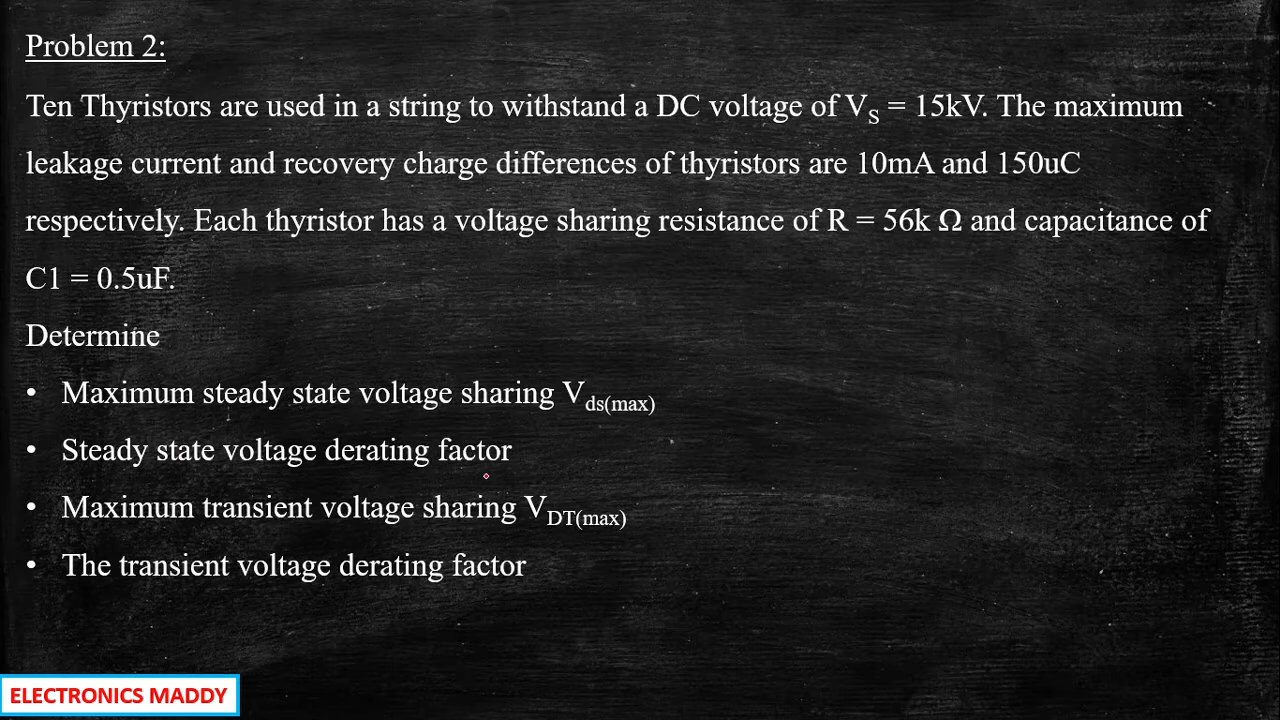 Problem 2:
Ten Thyristors are used in a string to withstand a DC voltage of VS = 15kV. The maximum
leakage current and recovery charge differences of thyristors are 10mA and 150uC
respectively. Each thyristor has a voltage sharing resistance of R = 56k Ω and capacitance of
C1 = 0.5uF.
Determine
• Maximum steady state voltage sharing Vds(max)
• Steady state voltage derating factor
• Maximum transient voltage sharing VDT(max)
• The transient voltage derating factor
ELECTRONICS MADDY